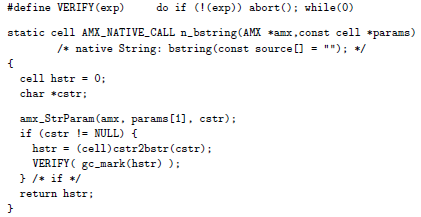 #define VERIFY(exp)     do if (!(exp)) abort(); while(0)
static cell AMX_NATIVE_CALL n_bstring(AMX *amx,const cell *params)
        /* native String: bstring(const source[] = ""); */
{
  cell hstr = 0;
  char *cstr;
  amx_StrParam(amx, params[1], cstr);
  if (cstr != NULL) {
    hstr = (cell)cstr2bstr(cstr);
    VERIFY( gc_mark(hstr) );
  } /* if */
  return hstr;
}